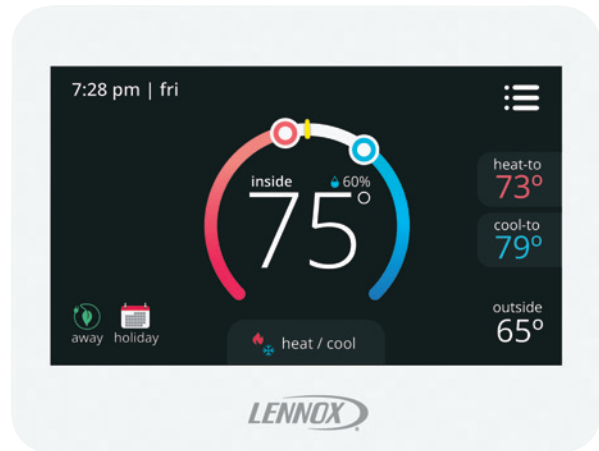 7:28 pm | fri
inside 60%
75°
heat-to
73°
cool-to
79°
outside
65°
away holiday
heat / cool
LENNOX